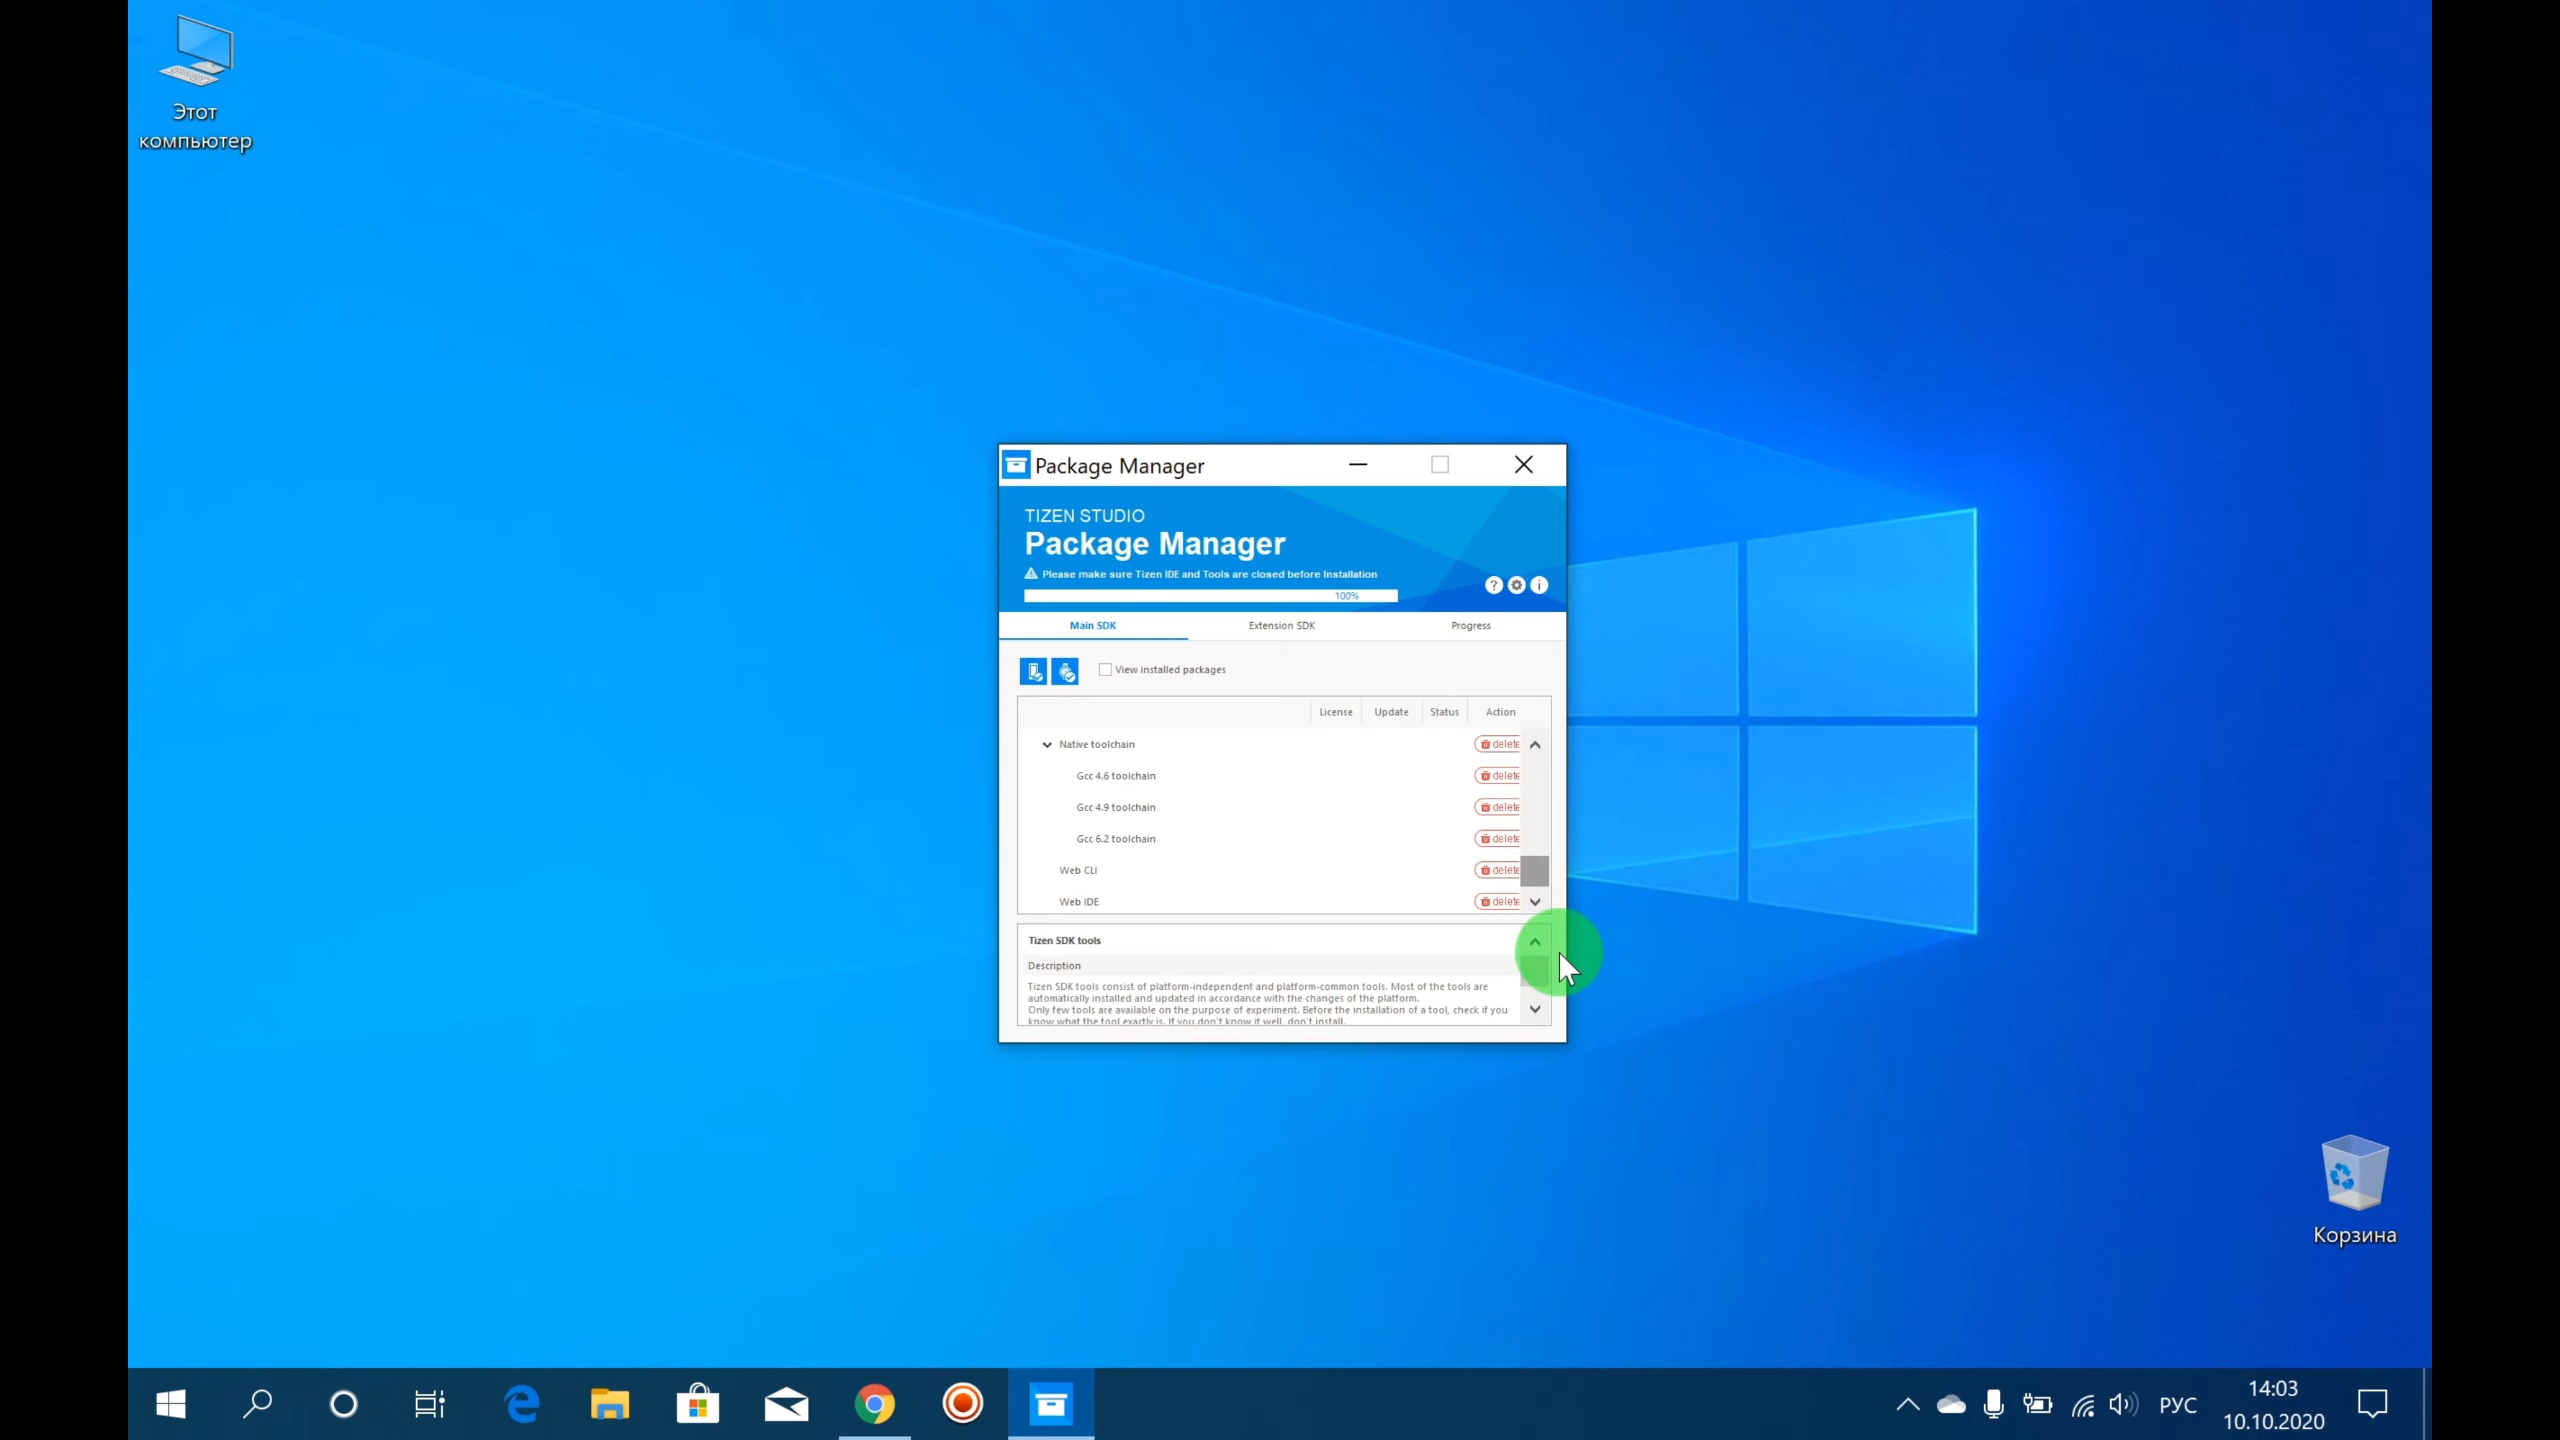 Этот
компьютер
Package Manager
TIZEN STUDIO
Package Manager
Please make sure Tizen IDE and Tools are closed before Installation
100%
Main SDK
Extension SDK
Progress
View installed packages
License Update Status Action
Native toolchain delete
Gcc 4.6 toolchain delete
Gcc 4.9 toolchain delete
Gcc 6.2 toolchain delete
Web CLI delete
Web IDE delete
Tizen SDK tools
Description
Tizen SDK tools consist of platform-independent and platform-common tools. Most of the tools are
automatically installed and updated in accordance with the changes of the platform.
Only few tools are available on the purpose of experiment. Before the installation of a tool, check if you
know what the tool exactly is. If you don't know it well, don't install.
Корзина
РУС
14:03
10.10.2020